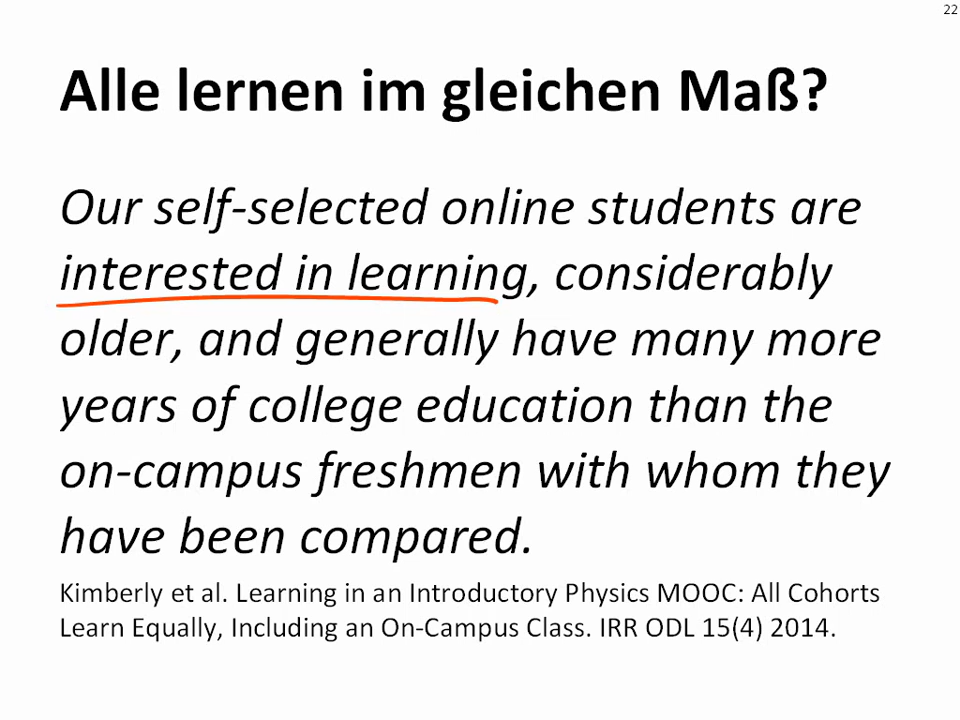 22
Alle lernen im gleichen Maß?
Our self-selected online students are
interested in learning, considerably
older, and generally have many more
years of college education than the
on-campus freshmen with whom they
have been compared.
Kimberly et al. Learning in an Introductory Physics MOOC: All Cohorts
Learn Equally, Including an On-Campus Class. IRR ODL 15(4) 2014.